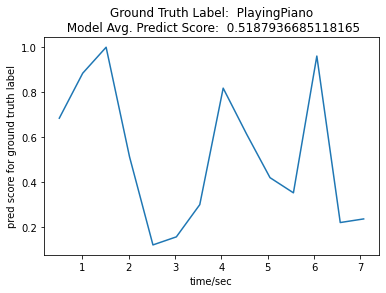 Ground Truth Label: PlayingPiano
Model Avg. Predict Score: 0.5187936685118165
pred score for ground truth label
1.0
0.8
0.6
0.4
0.2
1 2 3 4 5 6 7
time/sec